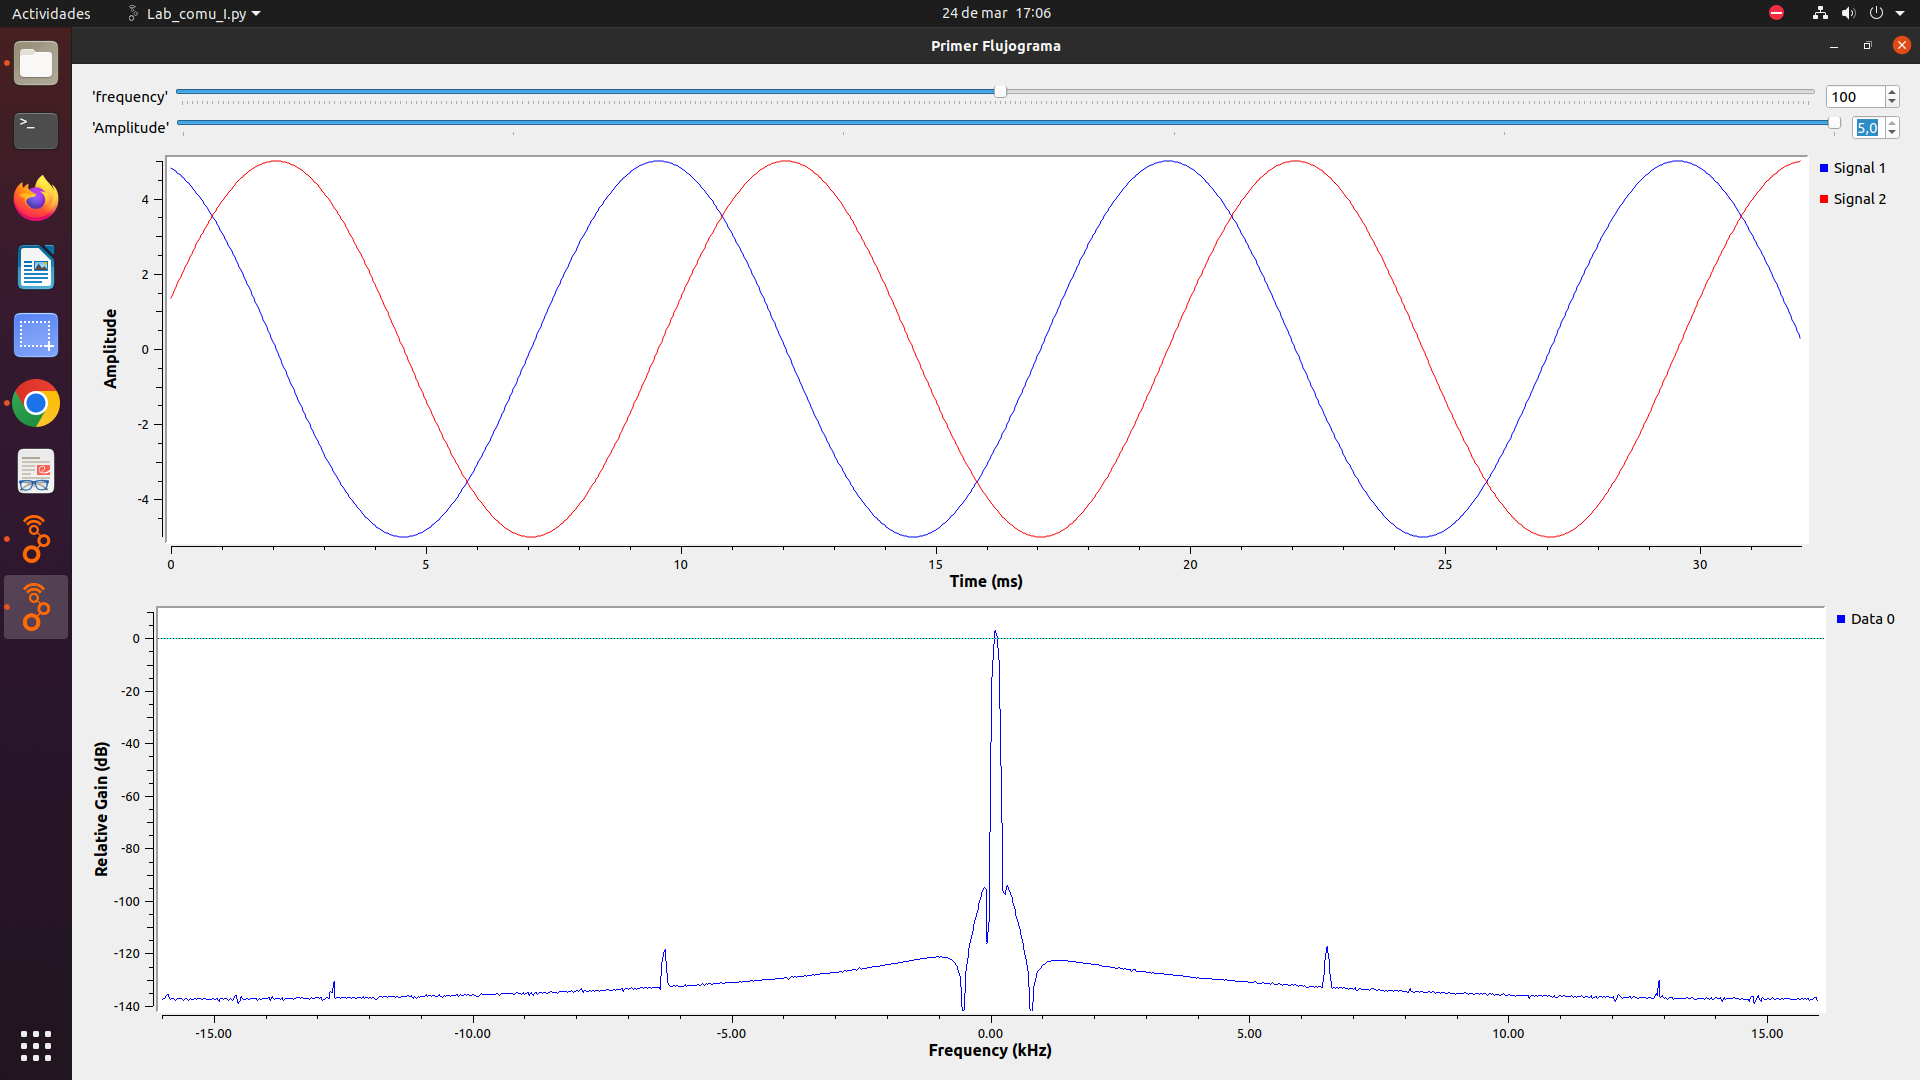 Actividades Lab_comu_I.py 24 de mar 17:06
Primer Flujograma
'frequency' 100
'Amplitude' 5,0
Signal 1
Signal 2
Amplitude
4
2
0
-2
-4
0 5 10 15 20 25 30
Time (ms)
Data 0
Relative Gain (dB)
0
-20
-40
-60
-80
-100
-120
-140
-15.00 -10.00 -5.00 0.00 5.00 10.00 15.00
Frequency (kHz)